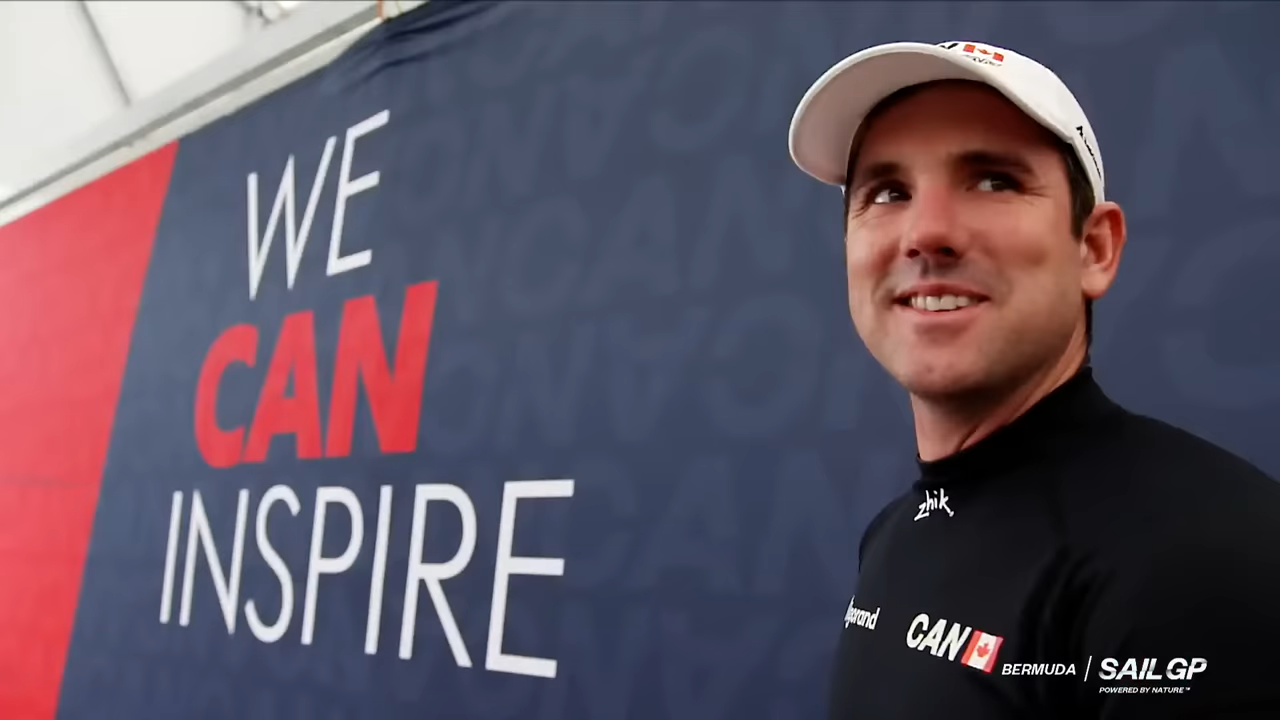 WE
CAN
INSPIRE
zhik
CAN
BERMUDA | SAIL GP
POWERED BY NATURE™